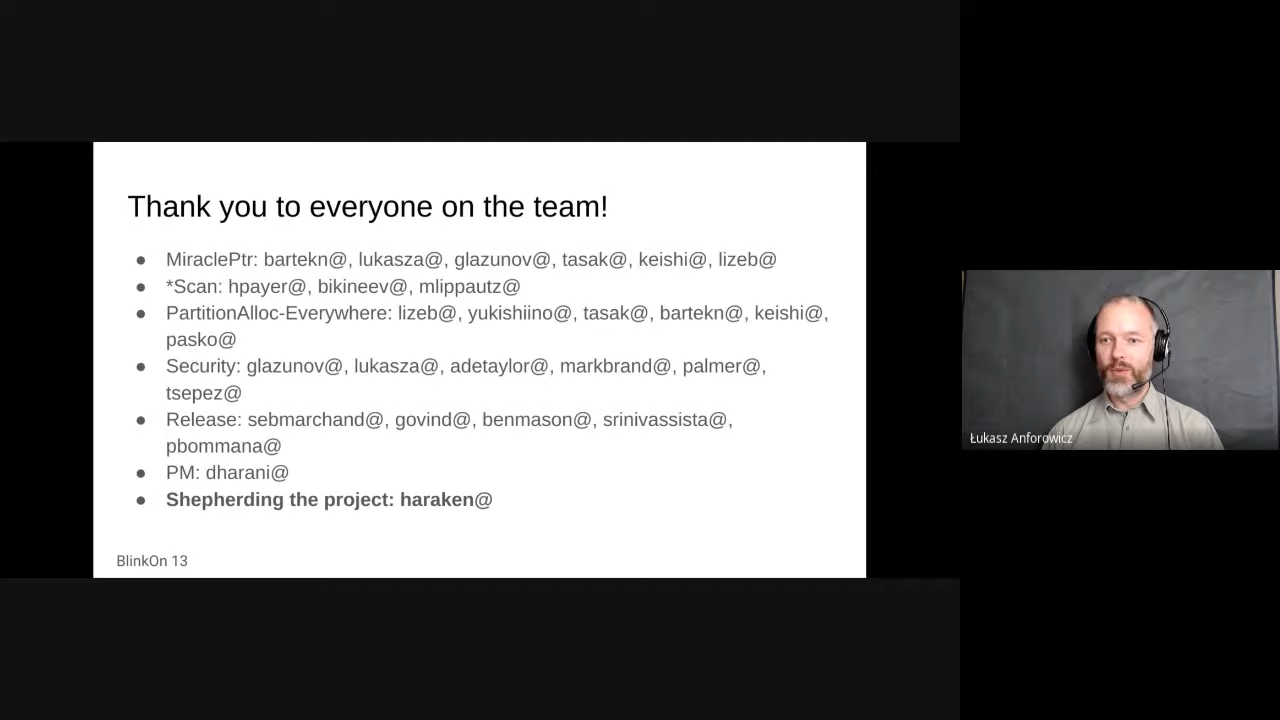 Thank you to everyone on the team!
● MiraclePtr: bartekn@, lukasza@, glazunov@, tasak@, keishi@, lizeb@
● *Scan: hpayer@, bikineev@, mlippautz@
● PartitionAlloc-Everywhere: lizeb@, yukishiino@, tasak@, bartekn@, keishi@,
pasko@
● Security: glazunov@, lukasza@, adetaylor@, markbrand@, palmer@,
tsepez@
● Release: sebmarchand@, govind@, benmason@, srinivassista@,
pbommana@
● PM: dharani@
● Shepherding the project: haraken@
BlinkOn 13
Łukasz Anforowicz